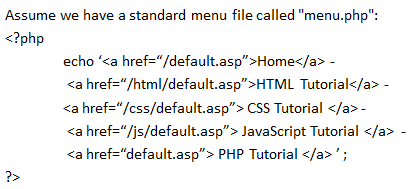 Assume we have a standard menu file called "menu.php":
<?php
echo ‘<a href=“/default.asp”>Home</a> -
<a href=“/html/default.asp”>HTML Tutorial</a> -
<a href=“/css/default.asp”> CSS Tutorial </a> -
<a href=“/js/default.asp”> JavaScript Tutorial </a> -
<a href=“default.asp”> PHP Tutorial </a> ’ ;
?>